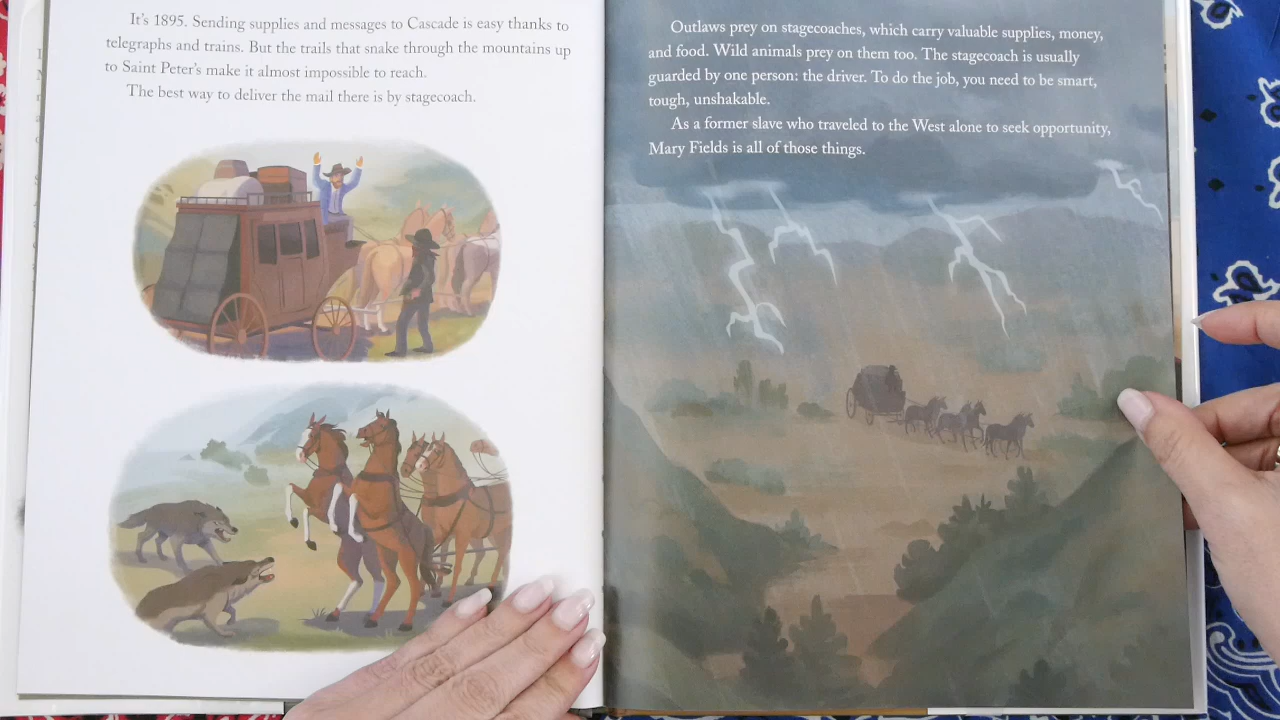 It's 1895. Sending supplies and messages to Cascade is easy thanks to
telegraphs and trains. But the trails that snake through the mountains up
to Saint Peter's make it almost impossible to reach.
The best way to deliver the mail there is by stagecoach.
Outlaws prey on stagecoaches, which carry valuable supplies, money,
and food. Wild animals prey on them too. The stagecoach is usually
guarded by one person: the driver. To do the job, you need to be smart,
tough, unshakable.
As a former slave who traveled to the West alone to seek opportunity,
Mary Fields is all of those things.